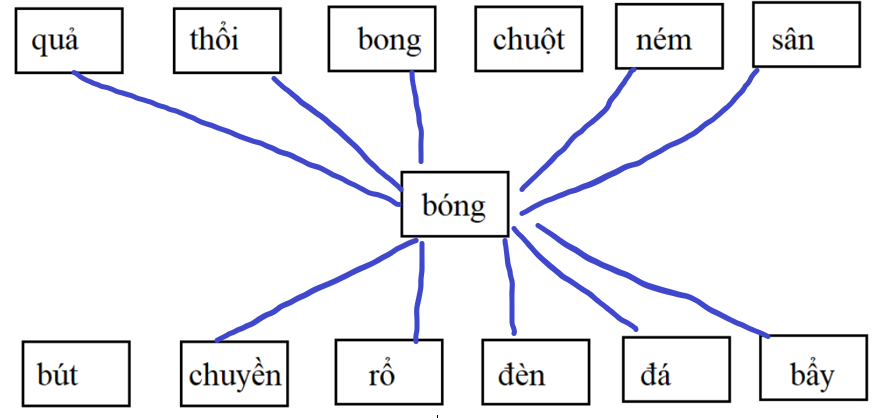 quả thổi bong chuột ném sân
bóng
bút chuyền rổ đèn đá bẩy